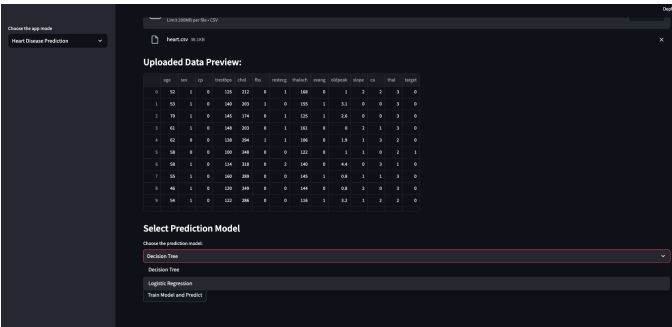 Depl
Limit 200MB per file • CSV
Choose the app mode
Heart Disease Prediction
heart.csv 38.1KB
Uploaded Data Preview:
age sex cp trestbps chol fbs restecg thalach exang oldpeak slope ca thal target
0 52 1 0 125 212 0 1 168 0 1 2 2 3 0
1 53 1 0 140 203 1 0 155 1 3.1 0 0 3 0
2 70 1 0 145 174 0 1 125 1 2.6 0 0 3 0
3 61 1 0 148 203 0 1 161 0 0 2 1 3 0
4 62 0 0 138 294 1 1 106 0 1.9 1 3 2 0
5 58 0 0 100 248 0 0 122 0 1 1 0 2 1
6 58 1 0 114 318 0 2 140 0 4.4 0 3 1 0
7 55 1 0 160 289 0 0 145 1 0.8 1 1 3 0
8 46 1 0 120 249 0 0 144 0 0.8 2 0 3 0
9 54 1 0 122 286 0 0 116 1 3.2 1 2 2 0
Select Prediction Model
Choose the prediction model:
Decision Tree
Decision Tree
Logistic Regression
Train Model and Predict